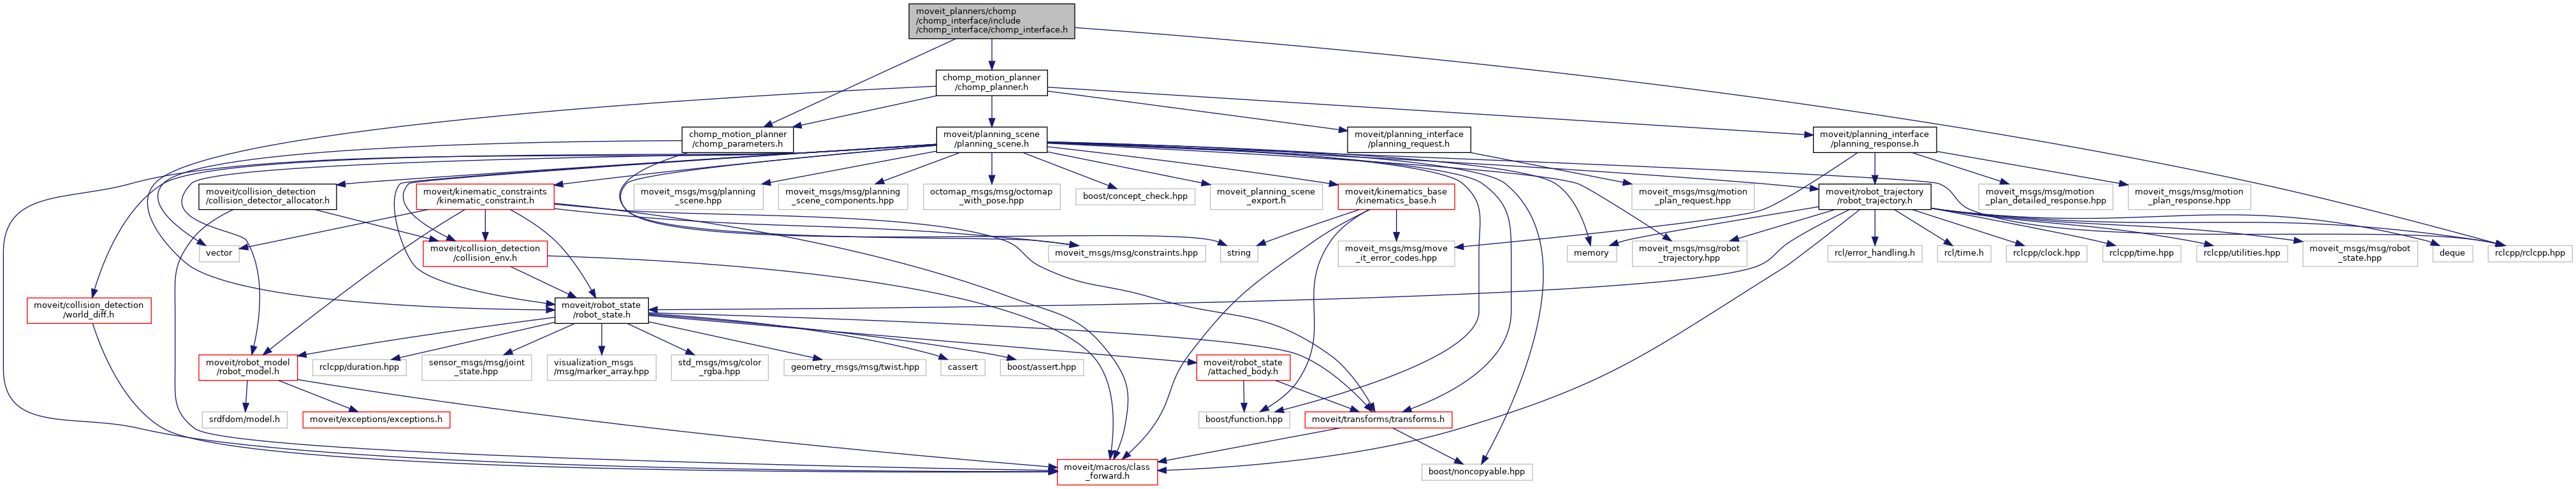 moveit_planners/chomp
/chomp_interface/include
/chomp_interface/chomp_interface.h
chomp_motion_planner
/chomp_planner.h
chomp_motion_planner
/chomp_parameters.h
moveit/planning_scene
/planning_scene.h
moveit/planning_interface
/planning_request.h
moveit/planning_interface
/planning_response.h
moveit/collision_detection
/collision_detector_allocator.h
moveit/kinematic_constraints
/kinematic_constraint.h
moveit_msgs/msg/planning
_scene.hpp
moveit_msgs/msg/planning
_scene_components.hpp
octomap_msgs/msg/octomap
_with_pose.hpp
boost/concept_check.hpp
moveit_planning_scene
_export.h
moveit/kinematics_base
/kinematics_base.h
moveit_msgs/msg/motion
_plan_request.hpp
moveit/robot_trajectory
/robot_trajectory.h
moveit_msgs/msg/motion
_plan_detailed_response.hpp
moveit_msgs/msg/motion
_plan_response.hpp
vector
moveit/collision_detection
/collision_env.h
moveit_msgs/msg/constraints.hpp
string
moveit_msgs/msg/move
_it_error_codes.hpp
memory
moveit_msgs/msg/robot
_trajectory.hpp
rcl/error_handling.h
rcl/time.h
rclcpp/clock.hpp
rclcpp/time.hpp
rclcpp/utilities.hpp
moveit_msgs/msg/robot
_state.hpp
deque
rclcpp/rclcpp.hpp
moveit/collision_detection
/world_diff.h
moveit/robot_state
/robot_state.h
moveit/robot_model
/robot_model.h
rclcpp/duration.hpp
sensor_msgs/msg/joint
_state.hpp
visualization_msgs
/msg/marker_array.hpp
std_msgs/msg/color
_rgba.hpp
geometry_msgs/msg/twist.hpp
cassert
boost/assert.hpp
moveit/robot_state
/attached_body.h
srdfdom/model.h
moveit/exceptions/exceptions.h
boost/function.hpp
moveit/transforms/transforms.h
moveit/macros/class
_forward.h
boost/noncopyable.hpp